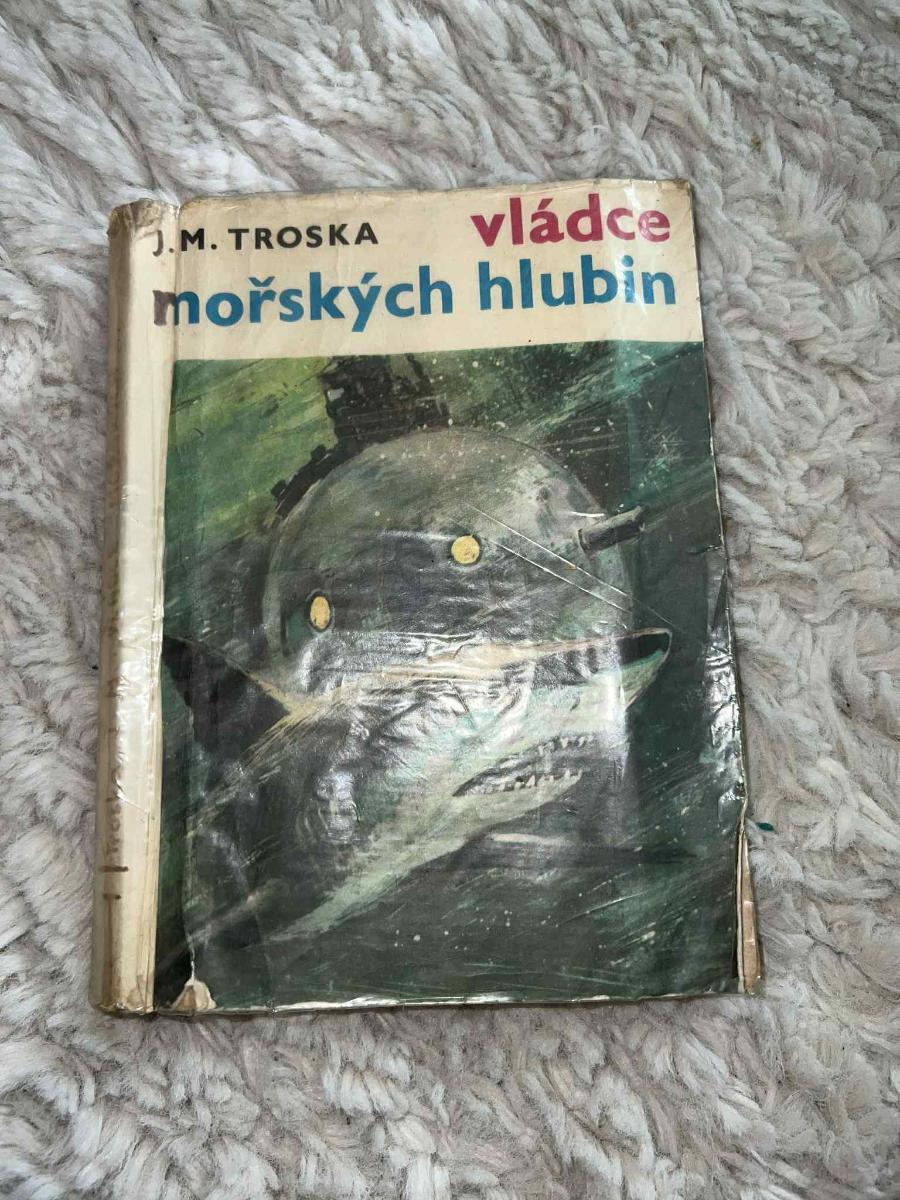 J. M. TROSKA
vládce
mořských hlubin